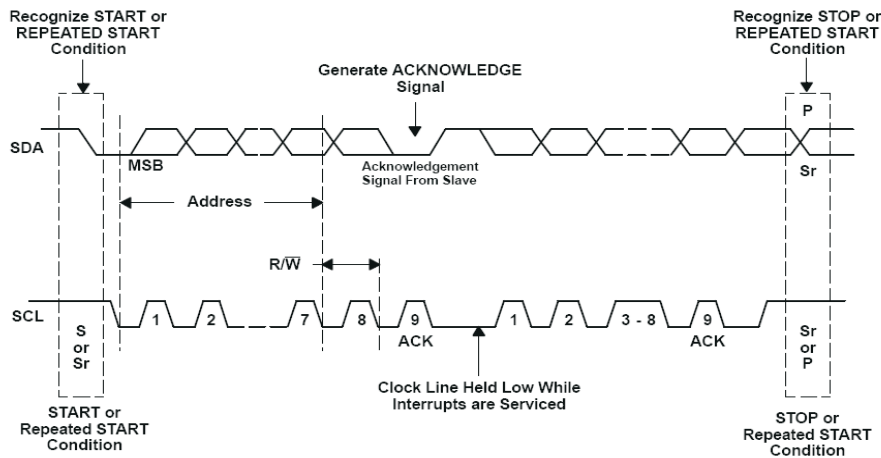 Recognize START or
REPEATED START
Condition
Recognize STOP or
REPEATED START
Condition
Generate ACKNOWLEDGE
Signal
P
SDA
MSB
Acknowledgement
Signal From Slave
Sr
Address
R/W̅
SCL
S
or
Sr
1
2
7
8
9
ACK
1
2
3 - 8
9
ACK
Sr
or
P
Clock Line Held Low While
Interrupts are Serviced
START or
Repeated START
Condition
STOP or
Repeated START
Condition